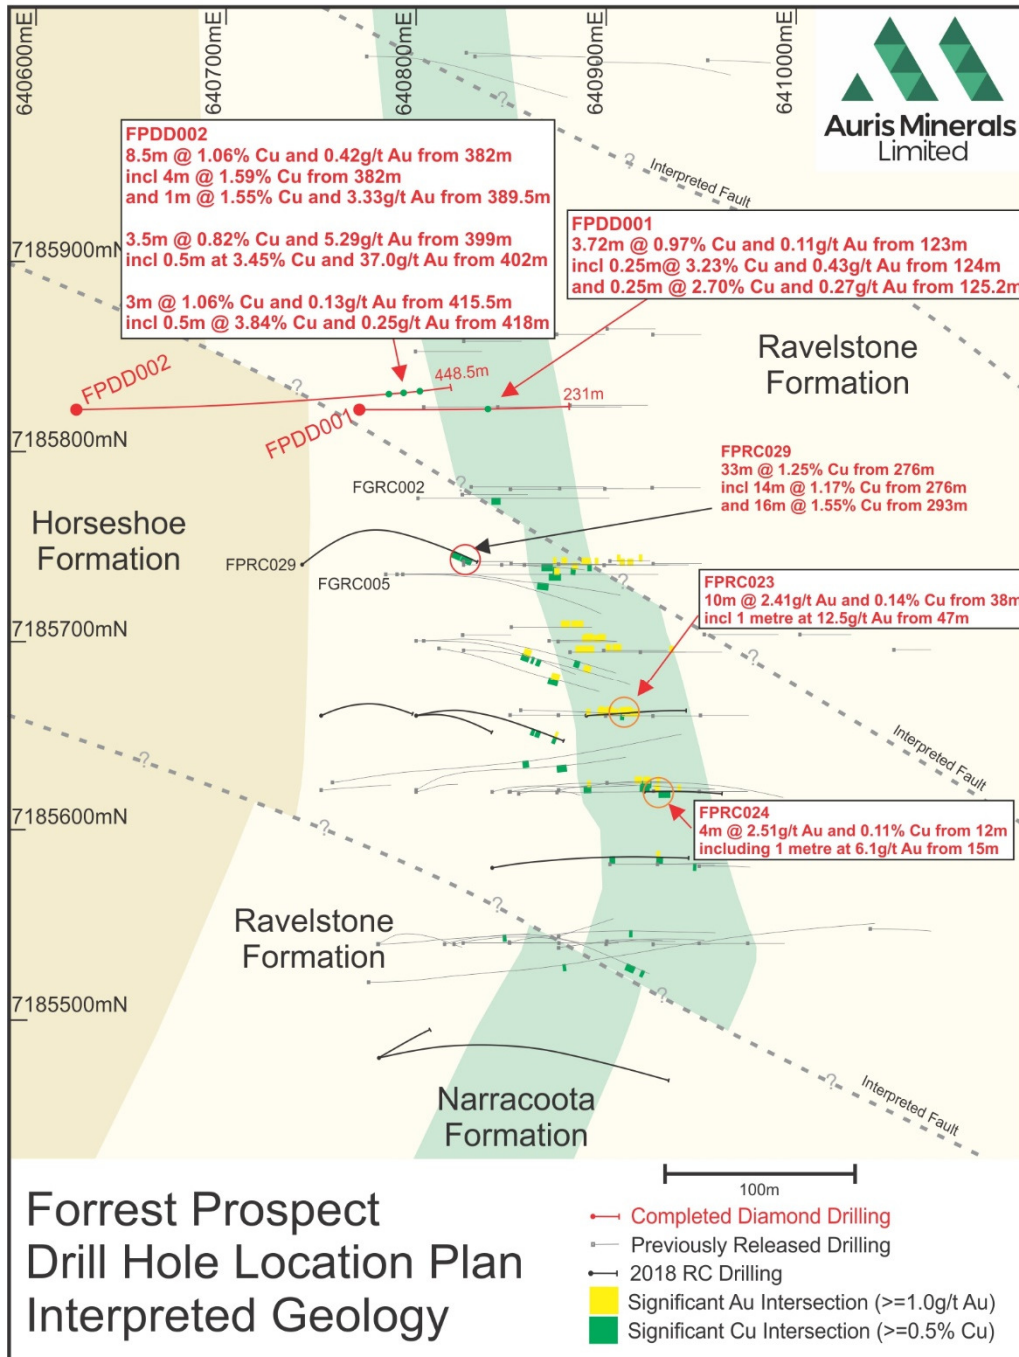 640600mE
640700mE
640800mE
640900mE
641000mE
Auris Minerals
Limited
?
?
Interpreted Fault
FPDD002
8.5m @ 1.06% Cu and 0.42g/t Au from 382m
incl 4m @ 1.59% Cu from 382m
and 1m @ 1.55% Cu and 3.33g/t Au from 389.5m
3.5m @ 0.82% Cu and 5.29g/t Au from 399m
incl 0.5m at 3.45% Cu and 37.0g/t Au from 402m
3m @ 1.06% Cu and 0.13g/t Au from 415.5m
incl 0.5m @ 3.84% Cu and 0.25g/t Au from 418m
FPDD001
3.72m @ 0.97% Cu and 0.11g/t Au from 123m
incl 0.25m@ 3.23% Cu and 0.43g/t Au from 124m
and 0.25m @ 2.70% Cu and 0.27g/t Au from 125.2m
7185900mN
Ravelstone
Formation
?
?
FPDD002
448.5m
FPDD001
231m
7185800mN
FPRC029
33m @ 1.25% Cu from 276m
incl 14m @ 1.17% Cu from 276m
and 16m @ 1.55% Cu from 293m
FGRC002
?
Horseshoe
Formation
FPRC029
FGRC005
?
FPRC023
10m @ 2.41g/t Au and 0.14% Cu from 38m
incl 1 metre at 12.5g/t Au from 47m
7185700mN
?
?
Interpreted Fault
7185600mN
?
FPRC024
4m @ 2.51g/t Au and 0.11% Cu from 12m
including 1 metre at 6.1g/t Au from 15m
Ravelstone
Formation
?
?
7185500mN
?
Interpreted Fault
Narracoota
Formation
Forrest Prospect
Drill Hole Location Plan
Interpreted Geology
100m
Completed Diamond Drilling
Previously Released Drilling
2018 RC Drilling
Significant Au Intersection (>=1.0g/t Au)
Significant Cu Intersection (>=0.5% Cu)